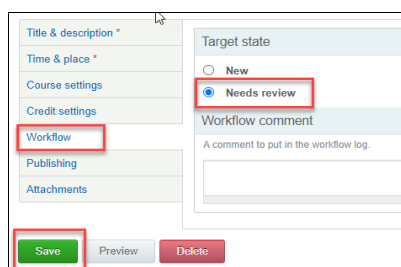 Title & description *
Time & place *
Course settings
Credit settings
Workflow
Publishing
Attachments
Target state
New
Needs review
Workflow comment
A comment to put in the workflow log.
Save
Preview
Delete